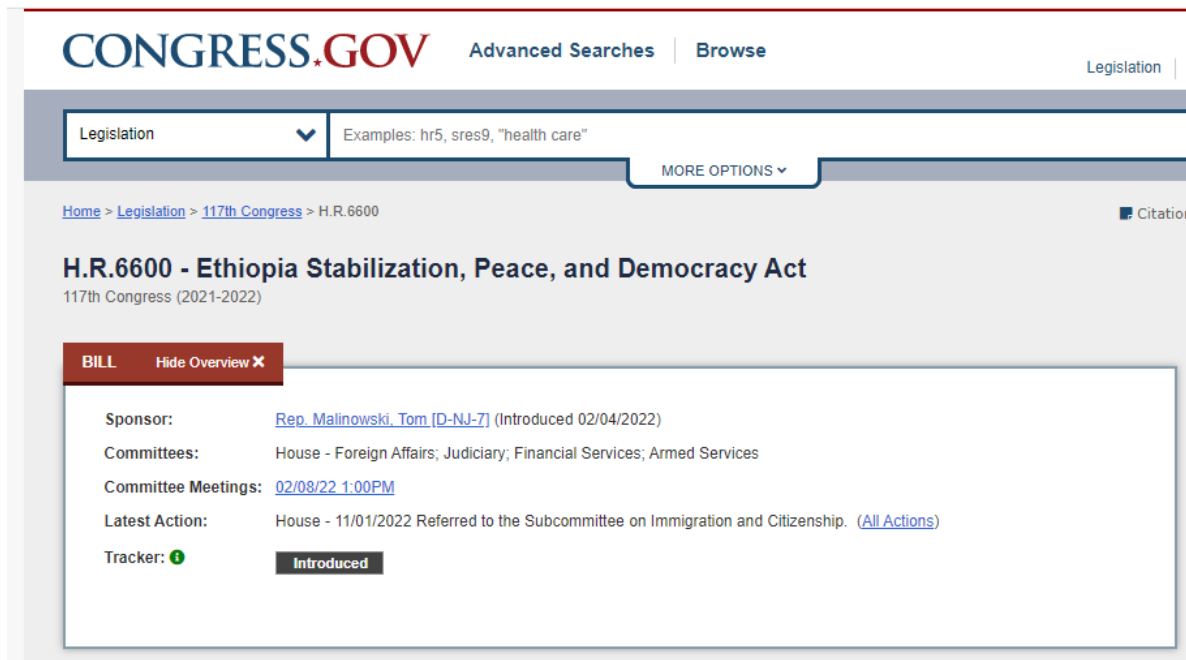 CONGRESS.GOV Advanced Searches Browse
Legislation
Legislation Examples: hr5, sres9, "health care"
MORE OPTIONS
Home > Legislation > 117th Congress > H.R.6600
Citation
H.R.6600 - Ethiopia Stabilization, Peace, and Democracy Act
117th Congress (2021-2022)
BILL Hide Overview
Sponsor: Rep. Malinowski, Tom [D-NJ-7] (Introduced 02/04/2022)
Committees: House - Foreign Affairs; Judiciary; Financial Services; Armed Services
Committee Meetings: 02/08/22 1:00PM
Latest Action: House - 11/01/2022 Referred to the Subcommittee on Immigration and Citizenship. (All Actions)
Tracker: Introduced